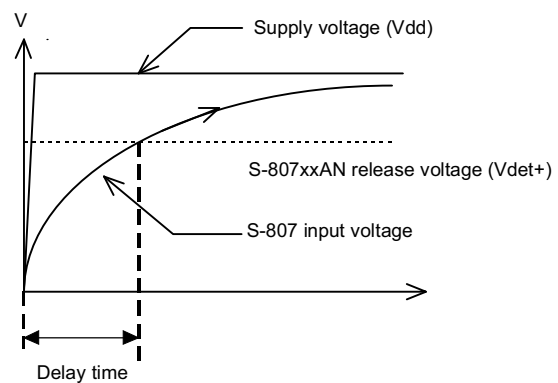 V
Supply voltage (Vdd)
S-807xxAN release voltage (Vdet+)
S-807 input voltage
Delay time